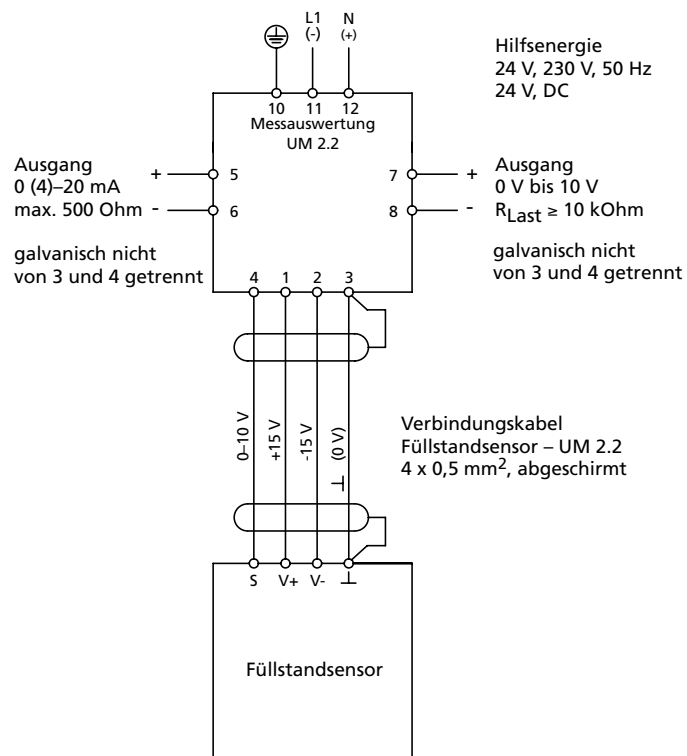 L1 N
(-) (+)
Hilfsenergie
24 V, 230 V, 50 Hz
24 V, DC
10 11 12
Messauswertung
UM 2.2
Ausgang
0 (4)–20 mA
max. 500 Ohm
+ 5
- 6
galvanisch nicht
von 3 und 4 getrennt
7 +
8 -
Ausgang
0 V bis 10 V
RLast ≥ 10 kOhm
galvanisch nicht
von 3 und 4 getrennt
4 1 2 3
0–10 V
+15 V
-15 V
(0 V)
Verbindungskabel
Füllstandsensor – UM 2.2
4 x 0,5 mm², abgeschirmt
S V+ V- ⊥
Füllstandsensor